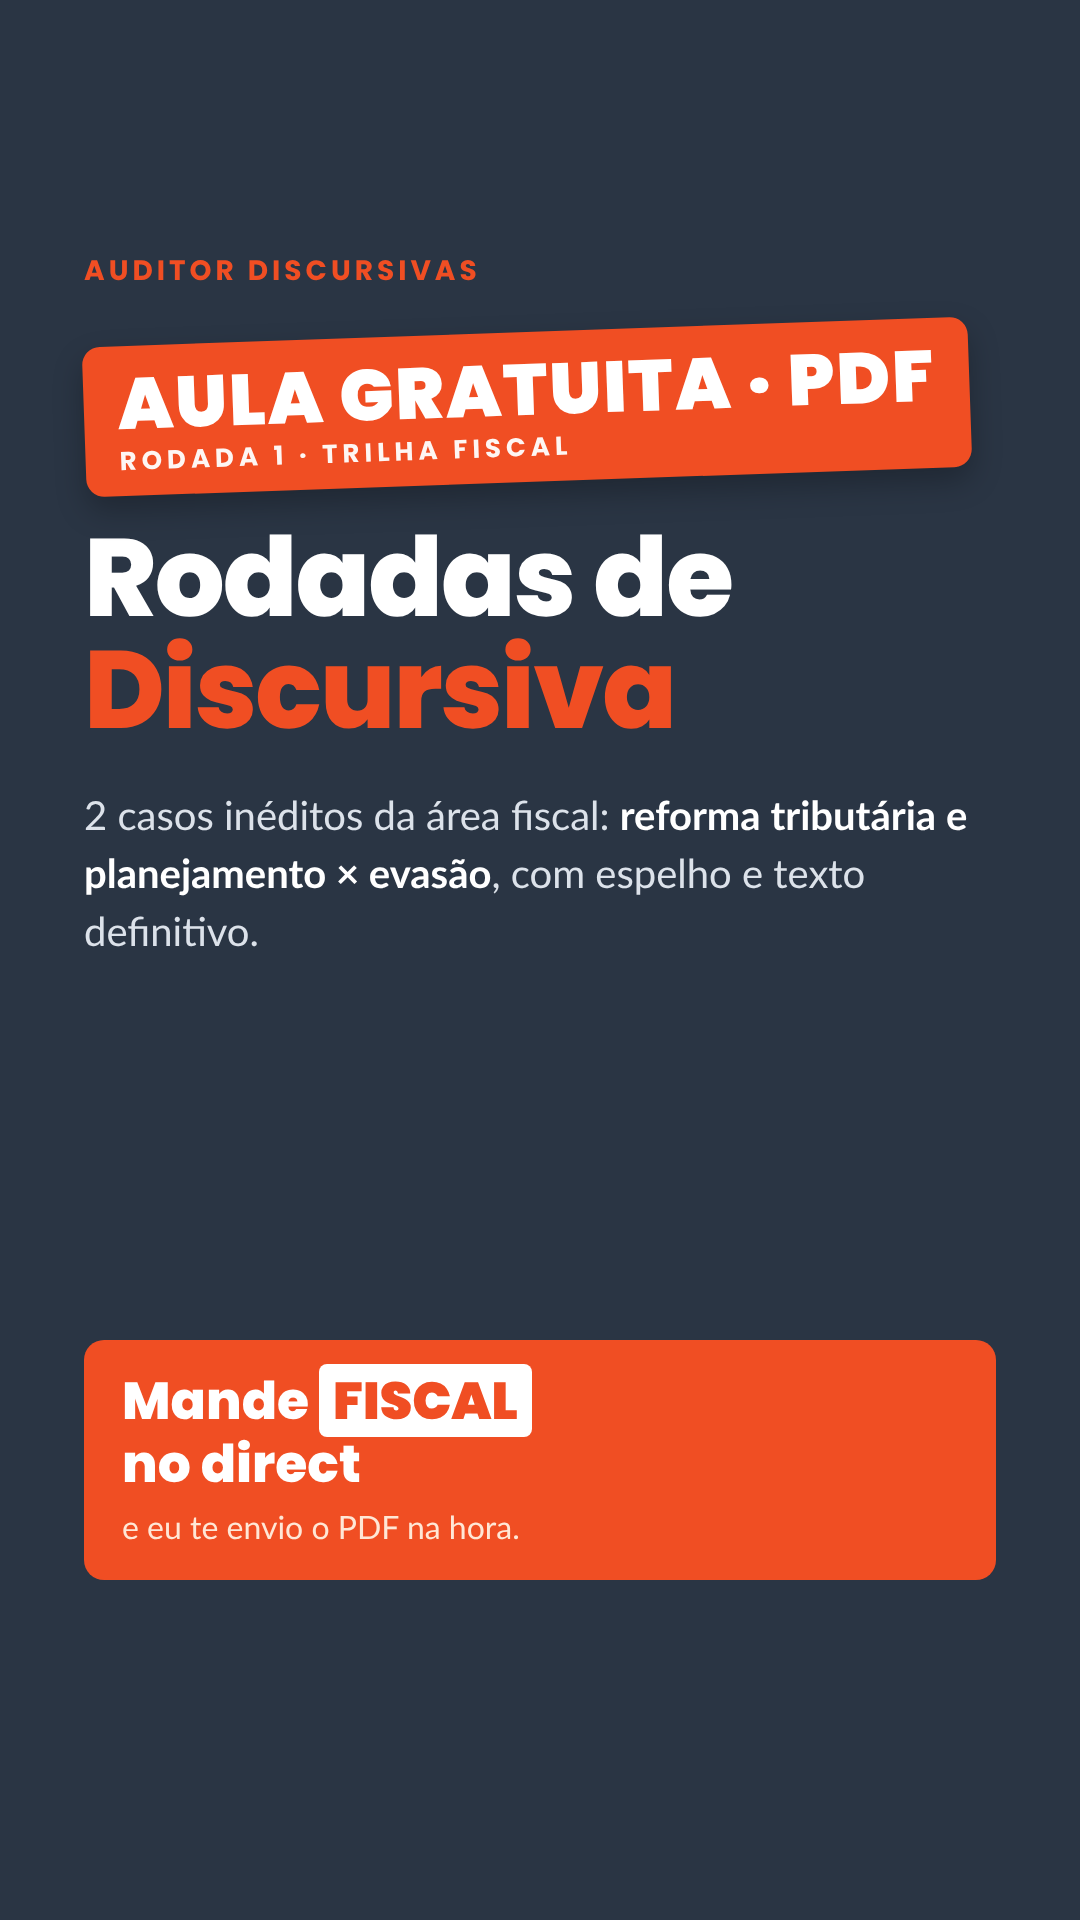 AUDITOR DISCURSIVAS
AULA GRATUITA · PDF
RODADA 1 · TRILHA FISCAL
Rodadas de
Discursiva
2 casos inéditos da área fiscal: reforma tributária e
planejamento × evasão, com espelho e texto
definitivo.
Mande FISCAL
no direct
e eu te envio o PDF na hora.